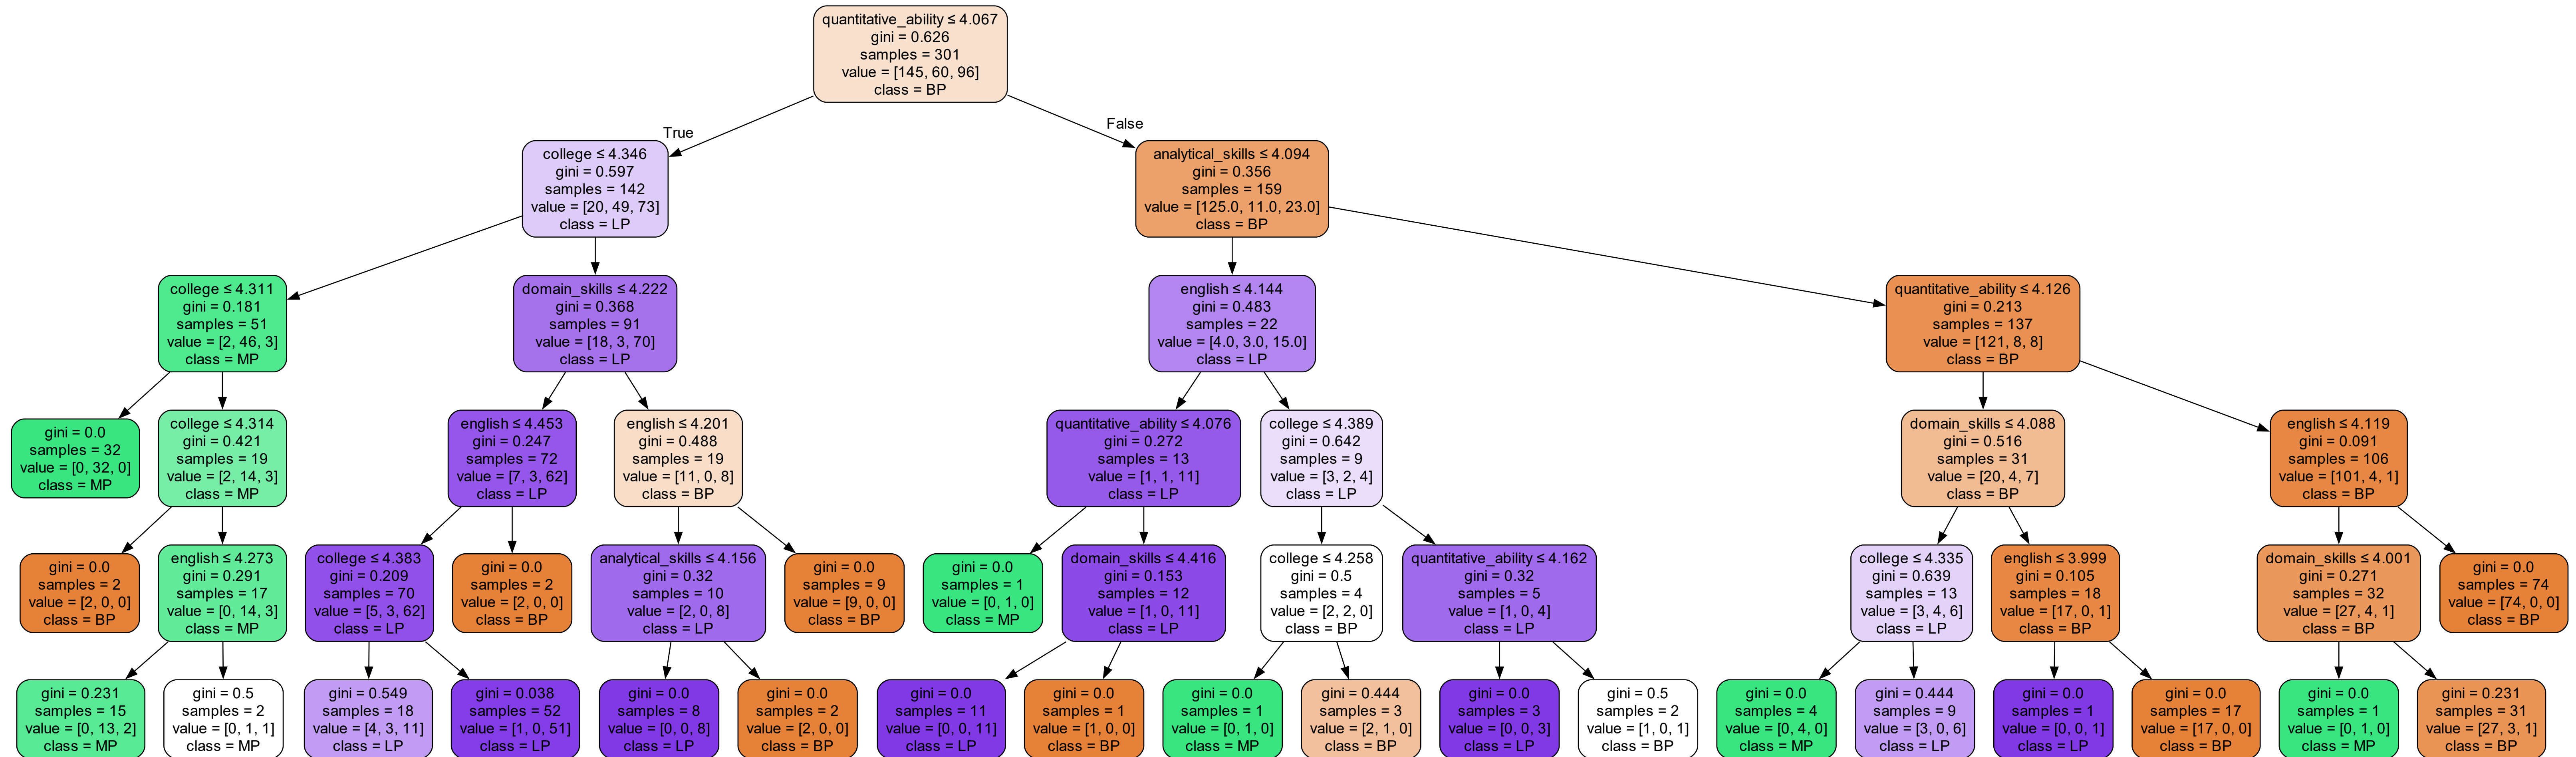 quantitative_ability ≤ 4.067
gini = 0.626
samples = 301
value = [145, 60, 96]
class = BP
True
False
college ≤ 4.346
gini = 0.597
samples = 142
value = [20, 49, 73]
class = LP
analytical_skills ≤ 4.094
gini = 0.356
samples = 159
value = [125.0, 11.0, 23.0]
class = BP
college ≤ 4.311
gini = 0.181
samples = 51
value = [2, 46, 3]
class = MP
domain_skills ≤ 4.222
gini = 0.368
samples = 91
value = [18, 3, 70]
class = LP
english ≤ 4.144
gini = 0.483
samples = 22
value = [4.0, 3.0, 15.0]
class = LP
quantitative_ability ≤ 4.126
gini = 0.213
samples = 137
value = [121, 8, 8]
class = BP
gini = 0.0
samples = 32
value = [0, 32, 0]
class = MP
college ≤ 4.314
gini = 0.421
samples = 19
value = [2, 14, 3]
class = MP
english ≤ 4.453
gini = 0.247
samples = 72
value = [7, 3, 62]
class = LP
english ≤ 4.201
gini = 0.488
samples = 19
value = [11, 0, 8]
class = BP
quantitative_ability ≤ 4.076
gini = 0.272
samples = 13
value = [1, 1, 11]
class = LP
college ≤ 4.389
gini = 0.642
samples = 9
value = [3, 2, 4]
class = LP
domain_skills ≤ 4.088
gini = 0.516
samples = 31
value = [20, 4, 7]
class = BP
english ≤ 4.119
gini = 0.091
samples = 106
value = [101, 4, 1]
class = BP
gini = 0.0
samples = 2
value = [2, 0, 0]
class = BP
english ≤ 4.273
gini = 0.291
samples = 17
value = [0, 14, 3]
class = MP
college ≤ 4.383
gini = 0.209
samples = 70
value = [5, 3, 62]
class = LP
gini = 0.0
samples = 2
value = [2, 0, 0]
class = BP
analytical_skills ≤ 4.156
gini = 0.32
samples = 10
value = [2, 0, 8]
class = LP
gini = 0.0
samples = 9
value = [9, 0, 0]
class = BP
gini = 0.0
samples = 1
value = [0, 1, 0]
class = MP
domain_skills ≤ 4.416
gini = 0.153
samples = 12
value = [1, 0, 11]
class = LP
college ≤ 4.258
gini = 0.5
samples = 4
value = [2, 2, 0]
class = BP
quantitative_ability ≤ 4.162
gini = 0.32
samples = 5
value = [1, 0, 4]
class = LP
college ≤ 4.335
gini = 0.639
samples = 13
value = [3, 4, 6]
class = LP
english ≤ 3.999
gini = 0.105
samples = 18
value = [17, 0, 1]
class = BP
domain_skills ≤ 4.001
gini = 0.271
samples = 32
value = [27, 4, 1]
class = BP
gini = 0.0
samples = 74
value = [74, 0, 0]
class = BP
gini = 0.231
samples = 15
value = [0, 13, 2]
class = MP
gini = 0.5
samples = 2
value = [0, 1, 1]
class = MP
gini = 0.549
samples = 18
value = [4, 3, 11]
class = LP
gini = 0.038
samples = 52
value = [1, 0, 51]
class = LP
gini = 0.0
samples = 8
value = [0, 0, 8]
class = LP
gini = 0.0
samples = 2
value = [2, 0, 0]
class = BP
gini = 0.0
samples = 11
value = [0, 0, 11]
class = LP
gini = 0.0
samples = 1
value = [1, 0, 0]
class = BP
gini = 0.0
samples = 1
value = [0, 1, 0]
class = MP
gini = 0.444
samples = 3
value = [2, 1, 0]
class = BP
gini = 0.0
samples = 3
value = [0, 0, 3]
class = LP
gini = 0.5
samples = 2
value = [1, 0, 1]
class = BP
gini = 0.0
samples = 4
value = [0, 4, 0]
class = MP
gini = 0.444
samples = 9
value = [3, 0, 6]
class = LP
gini = 0.0
samples = 1
value = [0, 0, 1]
class = LP
gini = 0.0
samples = 17
value = [17, 0, 0]
class = BP
gini = 0.0
samples = 1
value = [0, 1, 0]
class = MP
gini = 0.231
samples = 31
value = [27, 3, 1]
class = BP